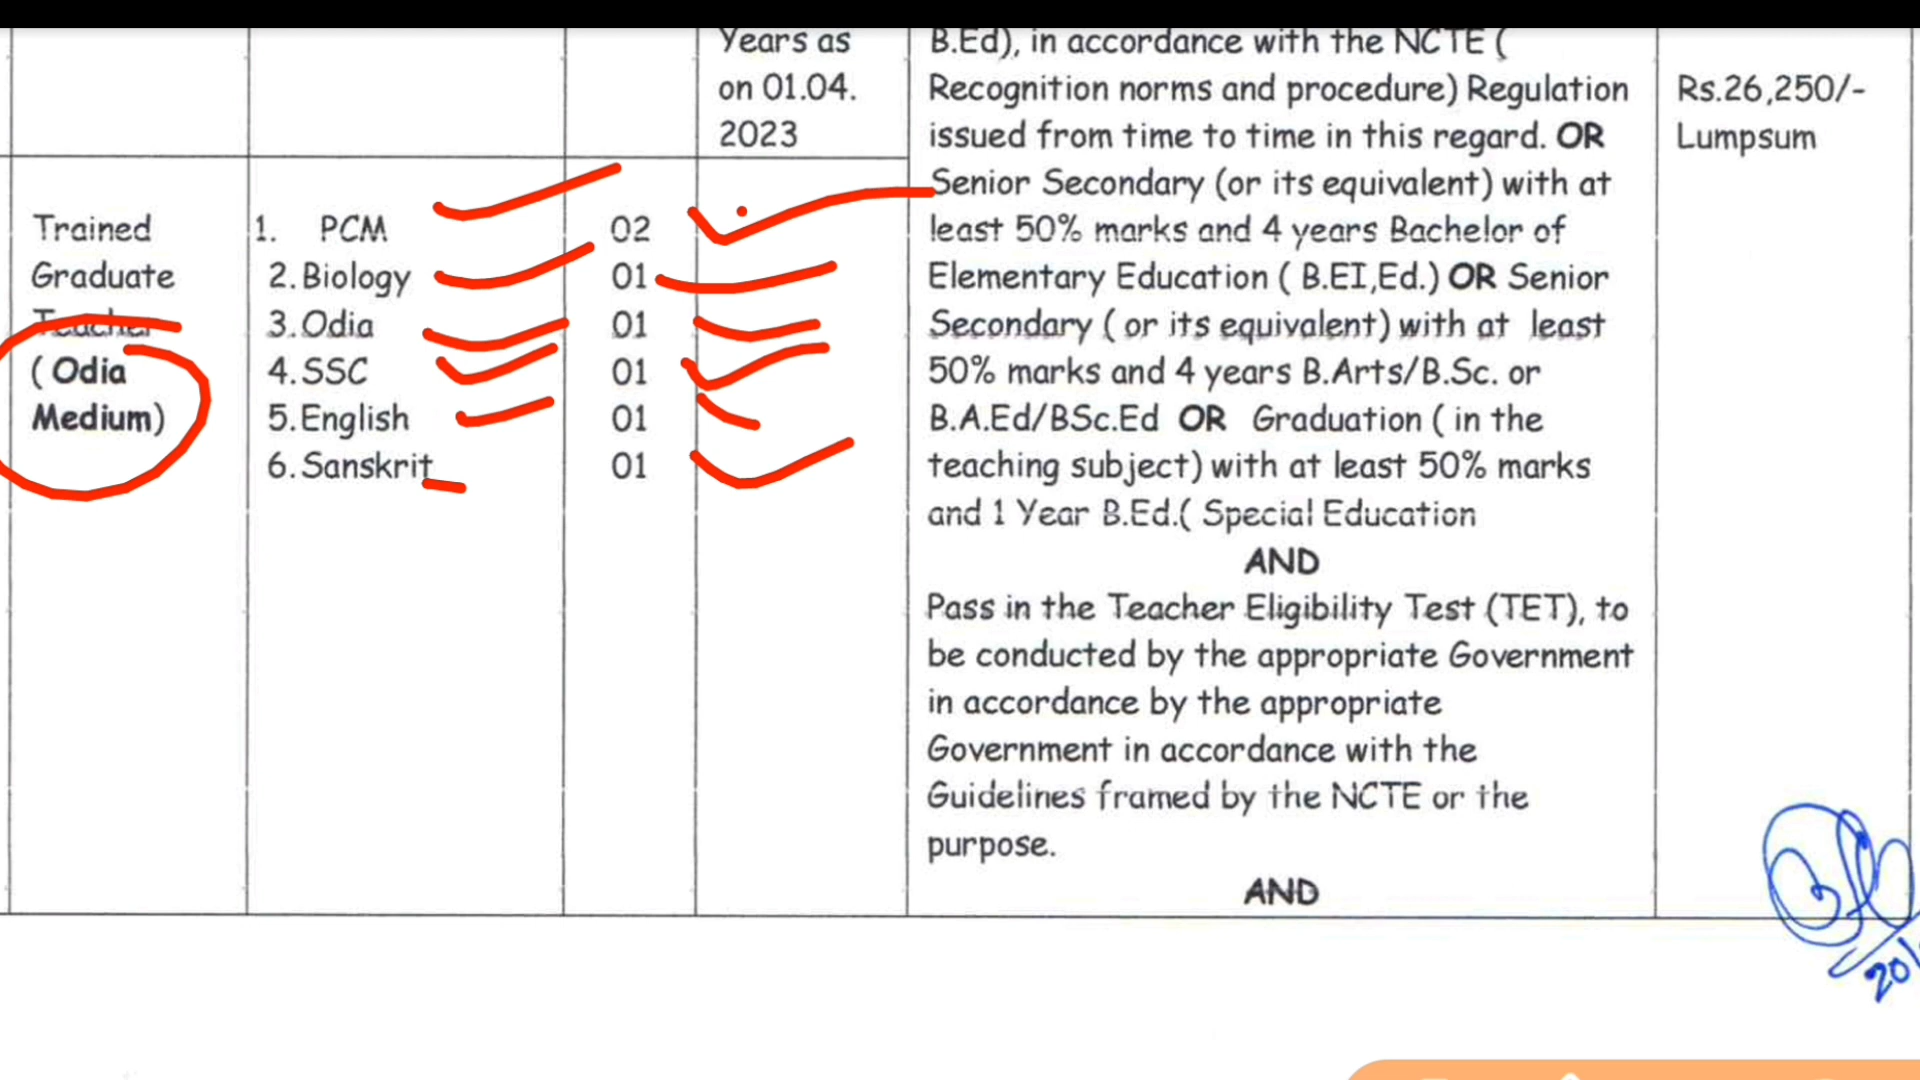 Years as
on 01.04.
2023
B.Ed), in accordance with the NCTE (
Recognition norms and procedure) Regulation
issued from time to time in this regard. OR
Senior Secondary (or its equivalent) with at
least 50% marks and 4 years Bachelor of
Elementary Education ( B.EI,Ed.) OR Senior
Secondary ( or its equivalent) with at least
50% marks and 4 years B.Arts/B.Sc. or
B.A.Ed/BSc.Ed OR Graduation ( in the
teaching subject) with at least 50% marks
and 1 Year B.Ed.( Special Education
AND
Pass in the Teacher Eligibility Test (TET), to
be conducted by the appropriate Government
in accordance by the appropriate
Government in accordance with the
Guidelines framed by the NCTE or the
purpose.
AND
Rs.26,250/-
Lumpsum
Trained
Graduate
Teacher
( Odia
Medium)
1. PCM 02
2. Biology 01
3. Odia 01
4. SSC 01
5. English 01
6. Sanskrit 01